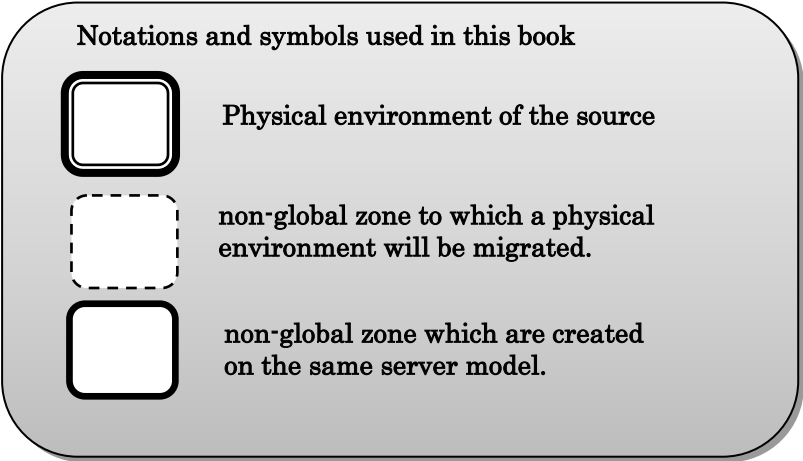 Notations and symbols used in this book
Physical environment of the source
non-global zone to which a physical
environment will be migrated.
non-global zone which are created
on the same server model.